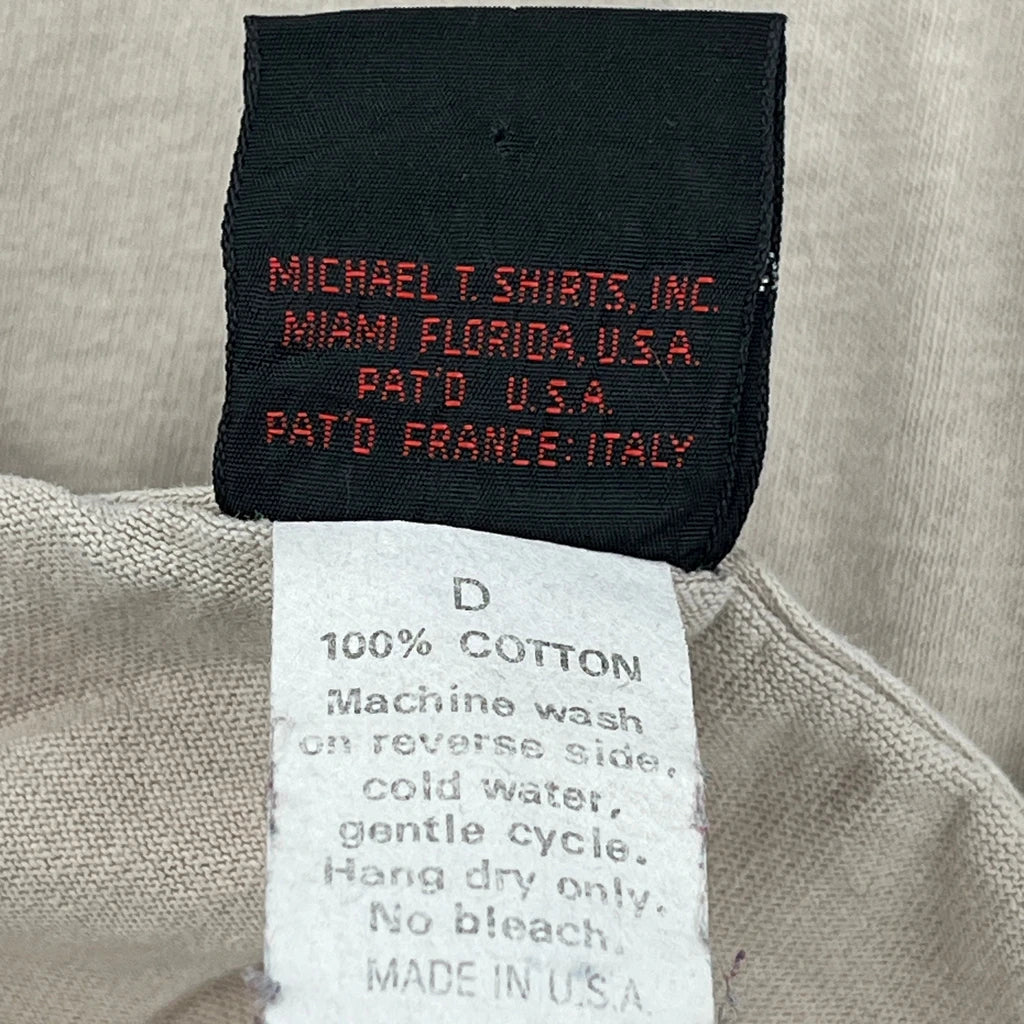 MICHAEL T. SHIRTS, INC.
MIAMI FLORIDA, U.S.A.
PAT'D U.S.A.
PAT'D FRANCE: ITALY
D
100% COTTON
Machine wash
on reverse side,
cold water,
gentle cycle.
Hang dry only.
No bleach.
MADE IN U.S.A.